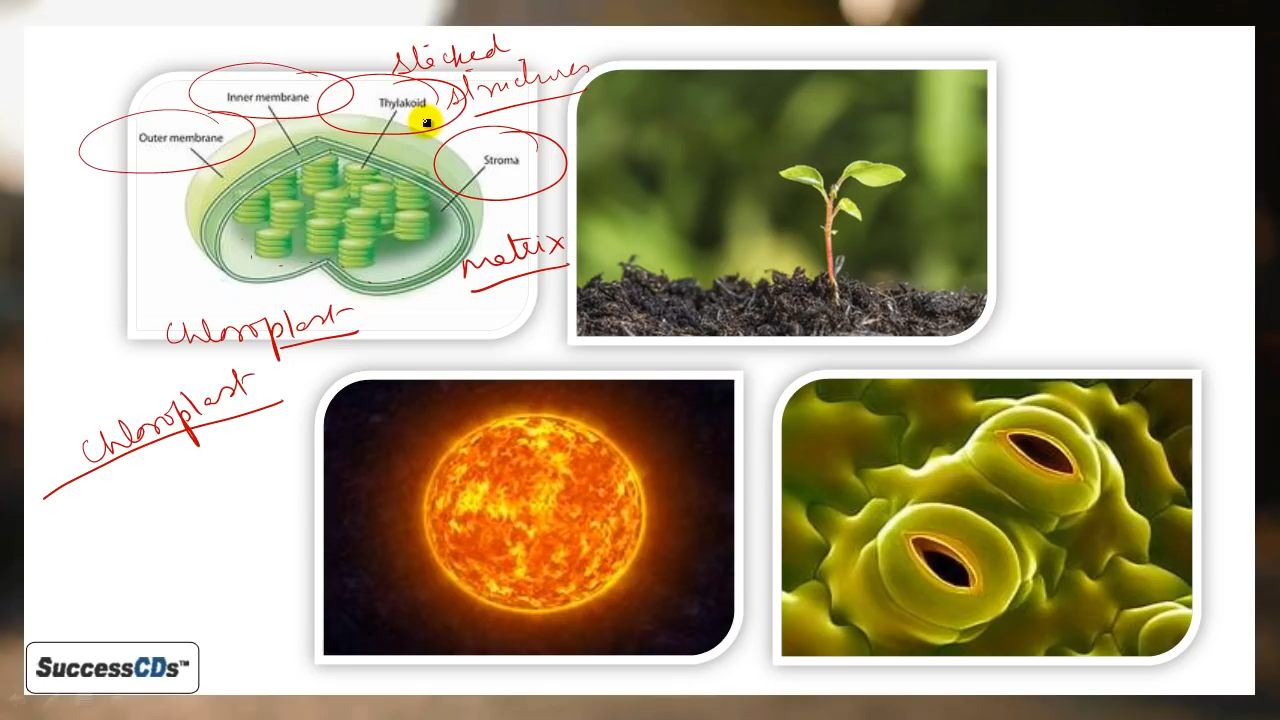 stacked
structures
Inner membrane
Thylakoid
Outer membrane
Stroma
matrix
Chloroplast
Chloroplast
SuccessCDs™